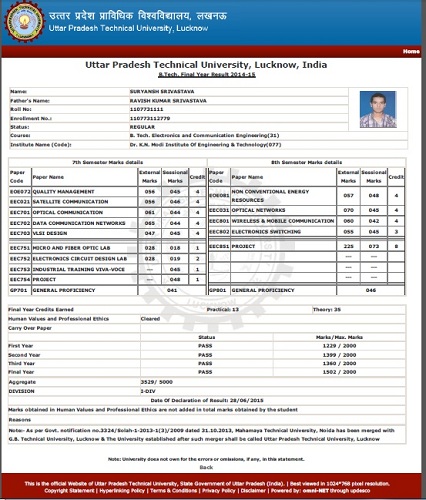 उत्तर प्रदेश प्राविधिक विश्वविद्यालय, लखनऊ
Uttar Pradesh Technical University, Lucknow
Home
Uttar Pradesh Technical University, Lucknow, India
B.Tech. Final Year Result 2014-15
Name: SURYANSH SRIVASTAVA
Father's Name: RAVISH KUMAR SRIVASTAVA
Roll No: 1107731111
Enrollment No.: 110773112779
Status: REGULAR
Course: B. Tech. Electronics and Communication Engineering(31)
Institute Name (Code): Dr. K.N. Modi Institute Of Engineering & Technology(077)
7th Semester Marks details
Paper Code Paper Name External Marks Sessional Marks Credit
EOE072 QUALITY MANAGEMENT 056 045 4
EEC021 SATELLITE COMMUNICATION 056 046 4
EEC701 OPTICAL COMMUNICATION 061 044 4
EEC702 DATA COMMUNICATION NETWORKS 065 044 4
EEC703 VLSI DESIGN 047 045 4
EEC751 MICRO AND FIBER OPTIC LAB 028 018 1
EEC752 ELECTRONICS CIRCUIT DESIGN LAB 028 019 2
EEC753 INDUSTRIAL TRAINING VIVA-VOCE --- 045 1
EEC754 PROJECT --- 048 1
GP701 GENERAL PROFICIENCY 041
8th Semester Marks details
Paper Code Paper Name External Marks Sessional Marks Credit
EOE081 NON CONVENTIONAL ENERGY RESOURCES 057 048 4
EEC031 OPTICAL NETWORKS 070 045 4
EEC801 WIRELESS & MOBILE COMMUNICATION 060 042 4
EEC802 ELECTRONICS SWITCHING 055 045 3
EEC851 PROJECT 225 073 8
--- ---
--- ---
--- ---
GP801 GENERAL PROFICIENCY 046
Final Year Credits Earned Practical: 13 Theory: 35
Human Values and Professional Ethics Cleared
Carry Over Paper
Status Marks/Max. Marks
First Year PASS 1229 / 2000
Second Year PASS 1399 / 2000
Third Year PASS 1360 / 2000
Final Year PASS 1502 / 2000
Aggregate 3529/ 5000
DIVISION I-DIV
Date Of Declaration of Result: 28/06/2015
Marks obtained in Human Values and Professional Ethics are not added in total marks obtained by the student
Reasons
Note:- As per Govt. notification no.3324/Solah-1-2013-1(3)/2009 dated 31.10.2013, Mahamaya Technical University, Noida has been merged with
G.B. Technical University, Lucknow & The University established after such merger shall be called Uttar Pradesh Technical University, Lucknow
Note: University does not own for the errors or omissions, if any, in this statement.
Back
This is the official Website of Uttar Pradesh Technical University, State Government of Uttar Pradesh (India). | Best viewed in 1024*768 pixel resolution.
Copyright Statement | Hyperlinking Policy | Terms & Conditions | Privacy Policy | Disclaimer | Powered by: omni-NET through updesco